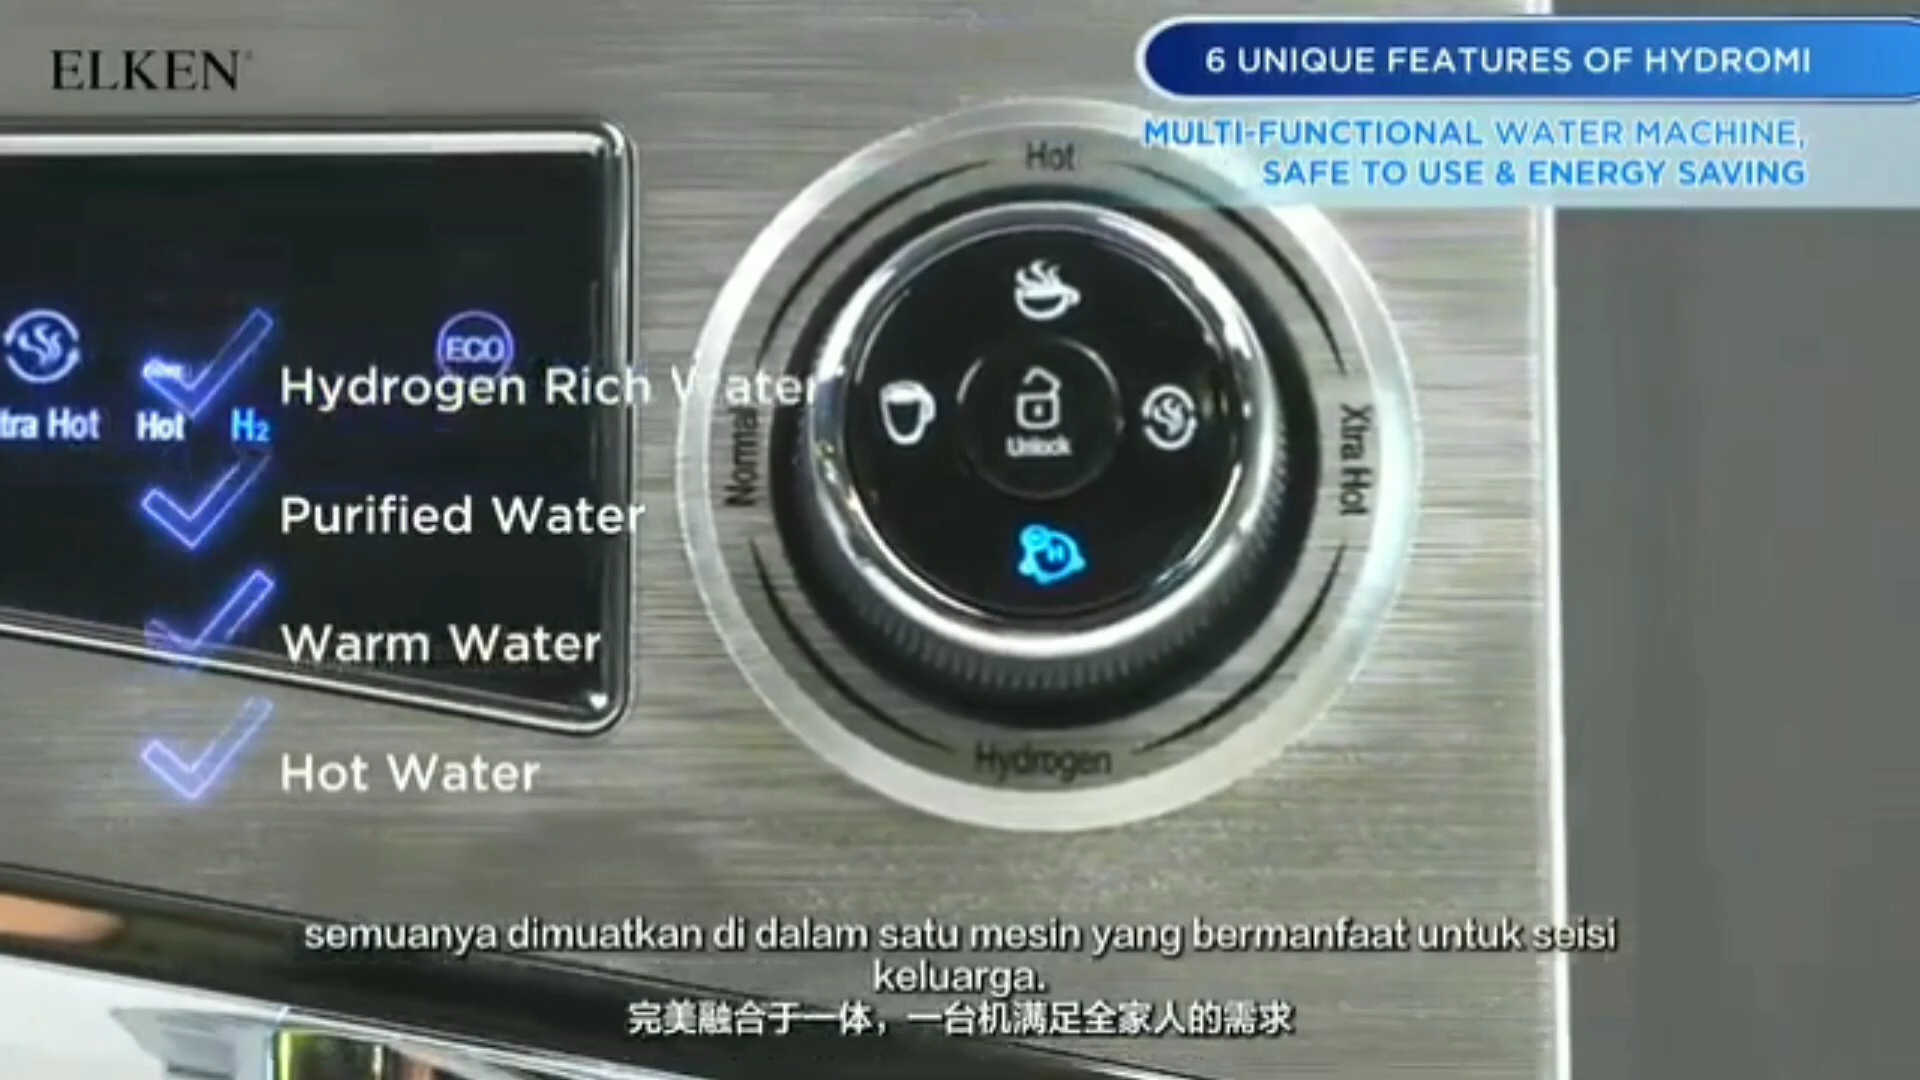 ELKEN
6 UNIQUE FEATURES OF HYDROMI
MULTI-FUNCTIONAL WATER MACHINE,
SAFE TO USE & ENERGY SAVING
Hot
ECO
Hydrogen Rich Water
tra Hot
Hot
H₂
Normal
Unlock
Xtra Hot
Purified Water
Warm Water
Hydrogen
Hot Water
semuanya dimuatkan di dalam satu mesin yang bermanfaat untuk seisi
keluarga.
完美融合于一体，一台机满足全家人的需求